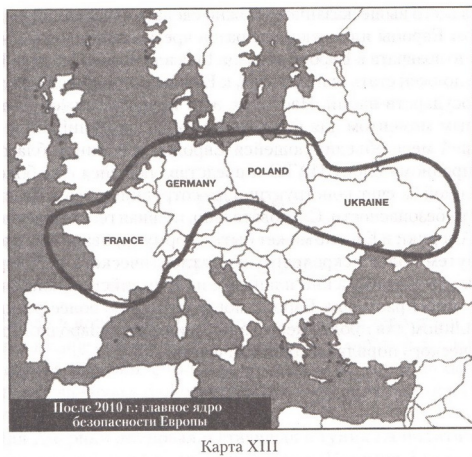 POLAND
GERMANY
UKRAINE
FRANCE
После 2010 г.: главное ядро
безопасности Европы
Карта XIII